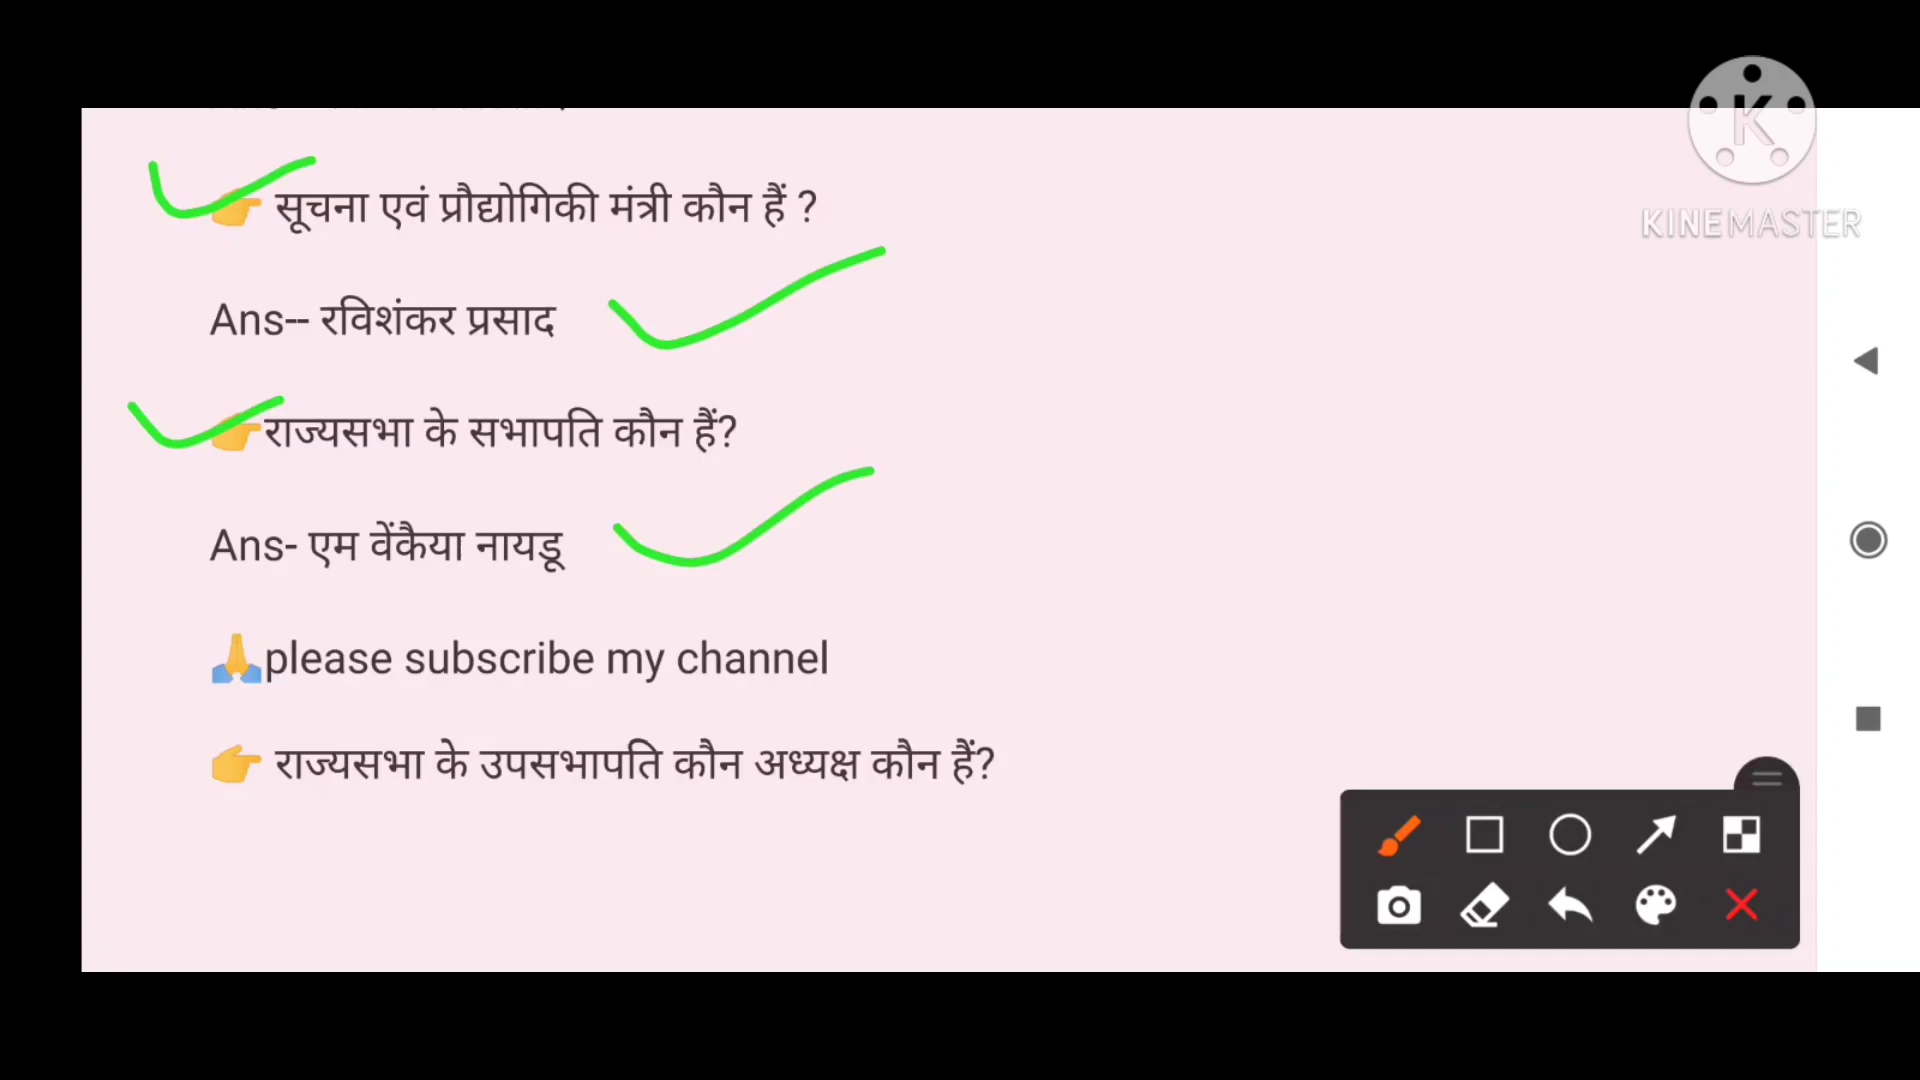 👉 सूचना एवं प्रौद्योगिकी मंत्री कौन हैं ?
Ans-- रविशंकर प्रसाद
👉राज्यसभा के सभापति कौन हैं?
Ans- एम वेंकैया नायडू
🙏please subscribe my channel
👉 राज्यसभा के उपसभापति कौन अध्यक्ष कौन हैं?
K
KINEMASTER